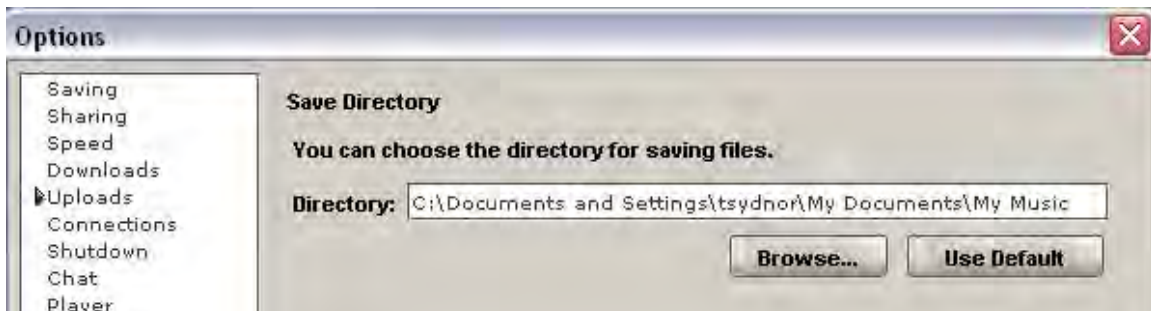 Options
Saving
Sharing
Speed
Downloads
Uploads
Connections
Shutdown
Chat
Player
Save Directory
You can choose the directory for saving files.
Directory: C:\Documents and Settings\tsydnor\My Documents\My Music
Browse... Use Default